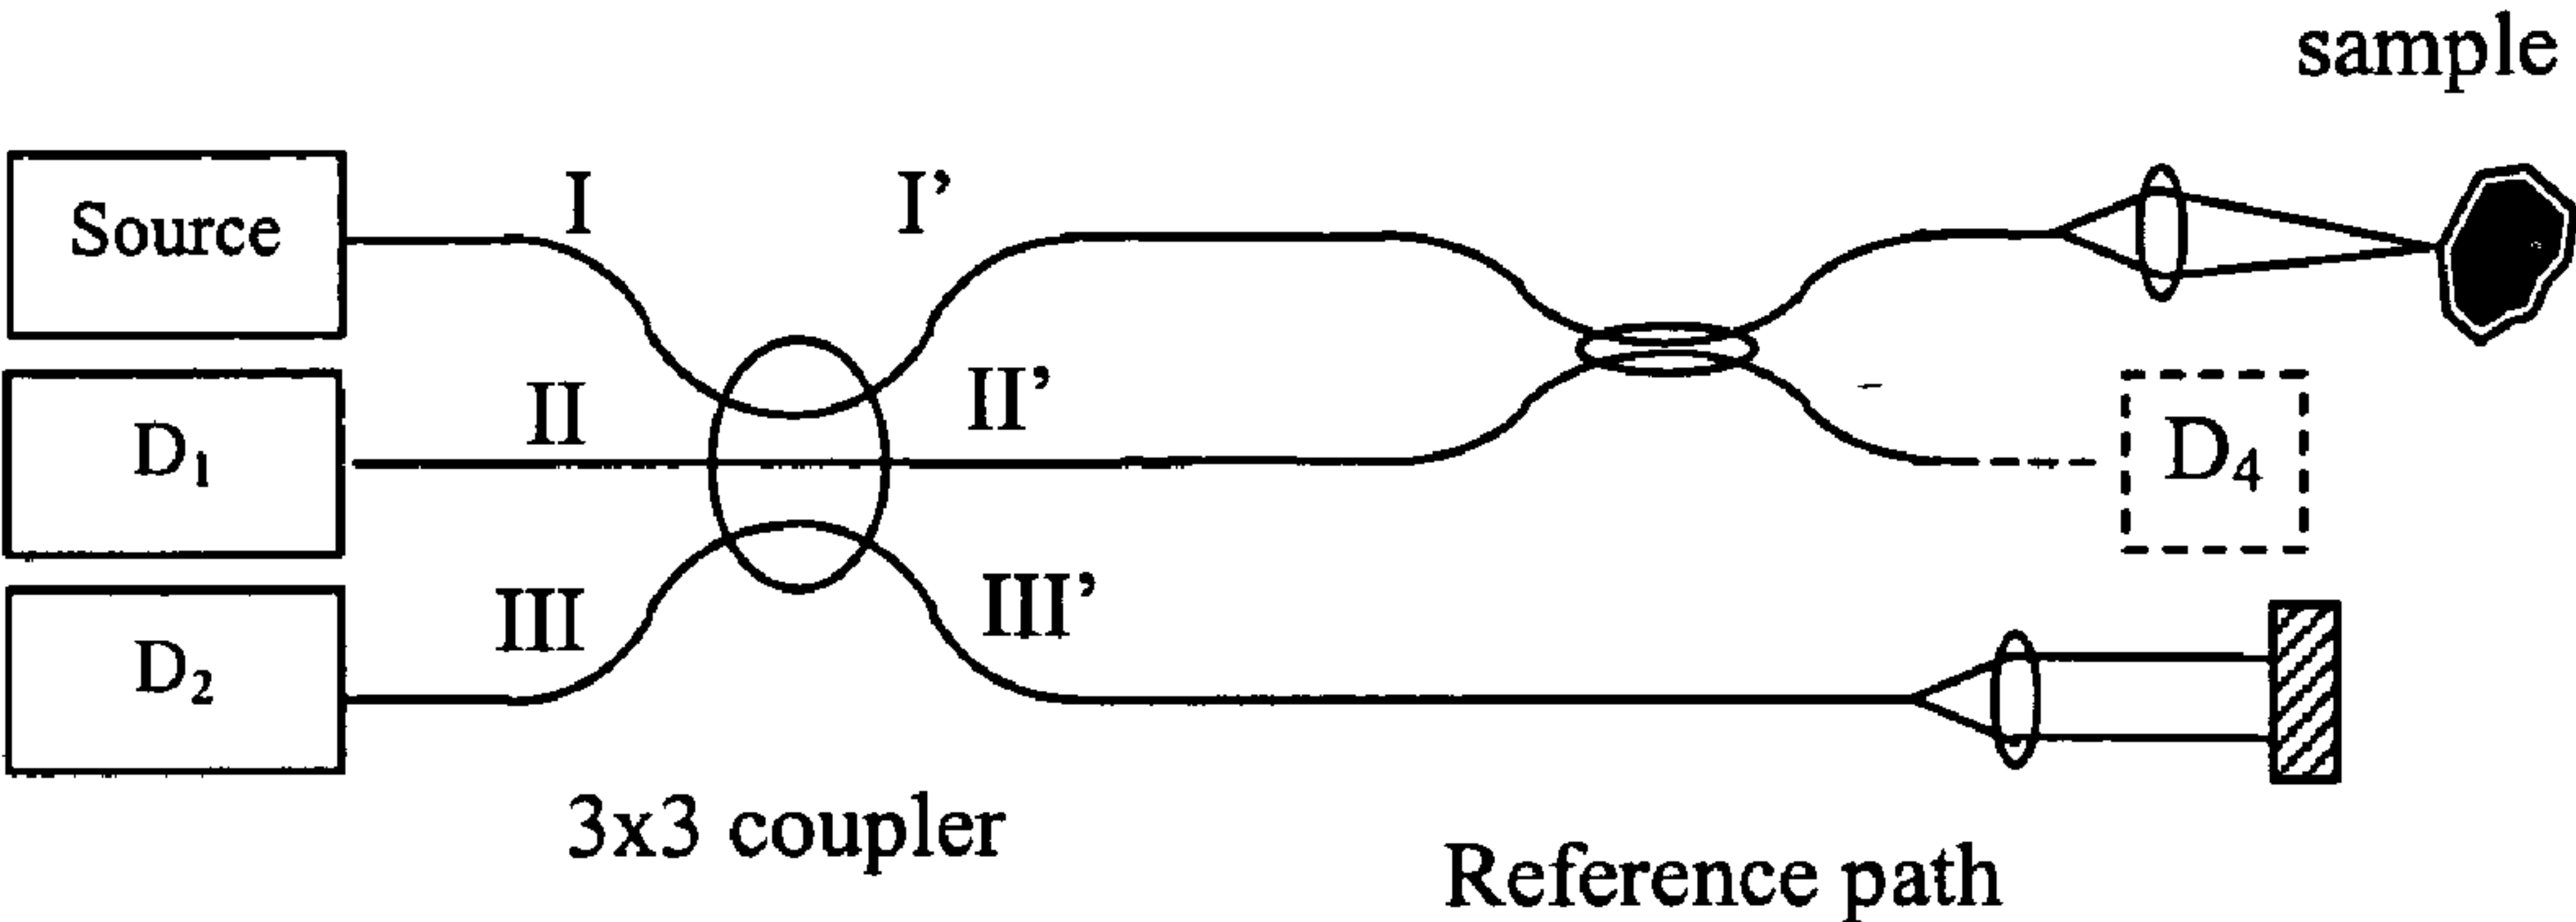 sample
Source
I
I’
D1
II
II’
D4
D2
III
III’
3x3 coupler
Reference path